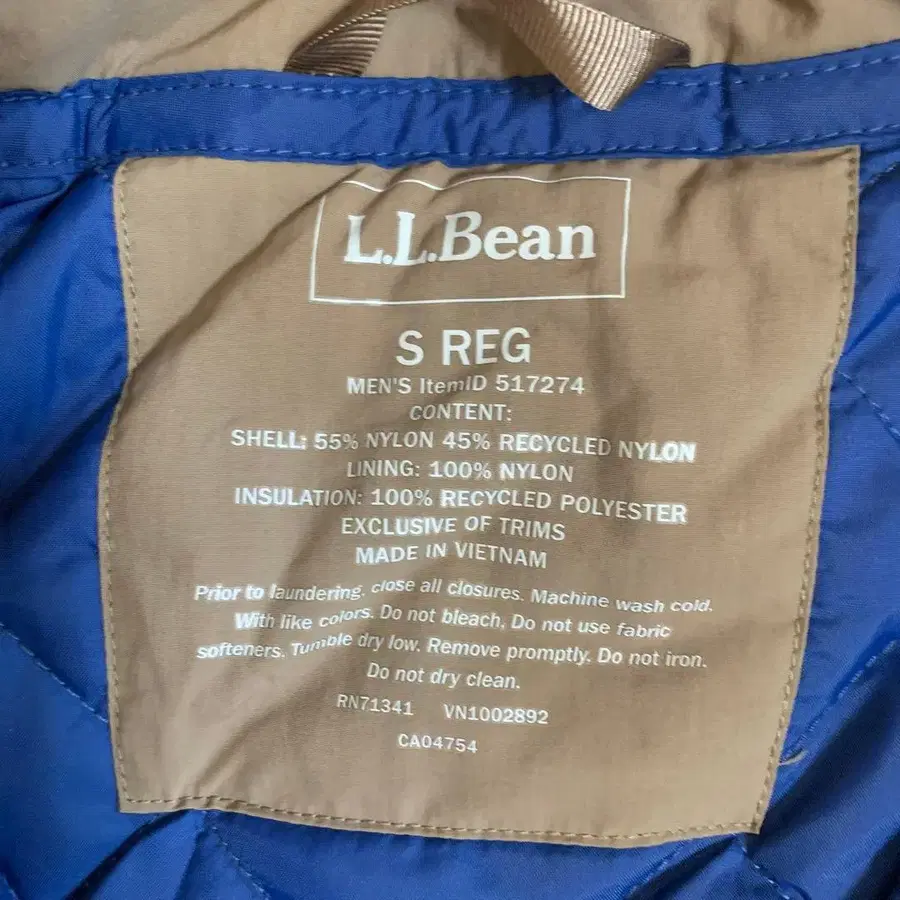 L.L.Bean
S REG
MEN'S ItemID 517274
CONTENT:
SHELL: 55% NYLON 45% RECYCLED NYLON
LINING: 100% NYLON
INSULATION: 100% RECYCLED POLYESTER
EXCLUSIVE OF TRIMS
MADE IN VIETNAM
Prior to laundering, close all closures. Machine wash cold.
With like colors. Do not bleach, Do not use fabric
softeners. Tumble dry low. Remove promptly. Do not iron.
Do not dry clean.
RN71341 VN1002892
CA04754